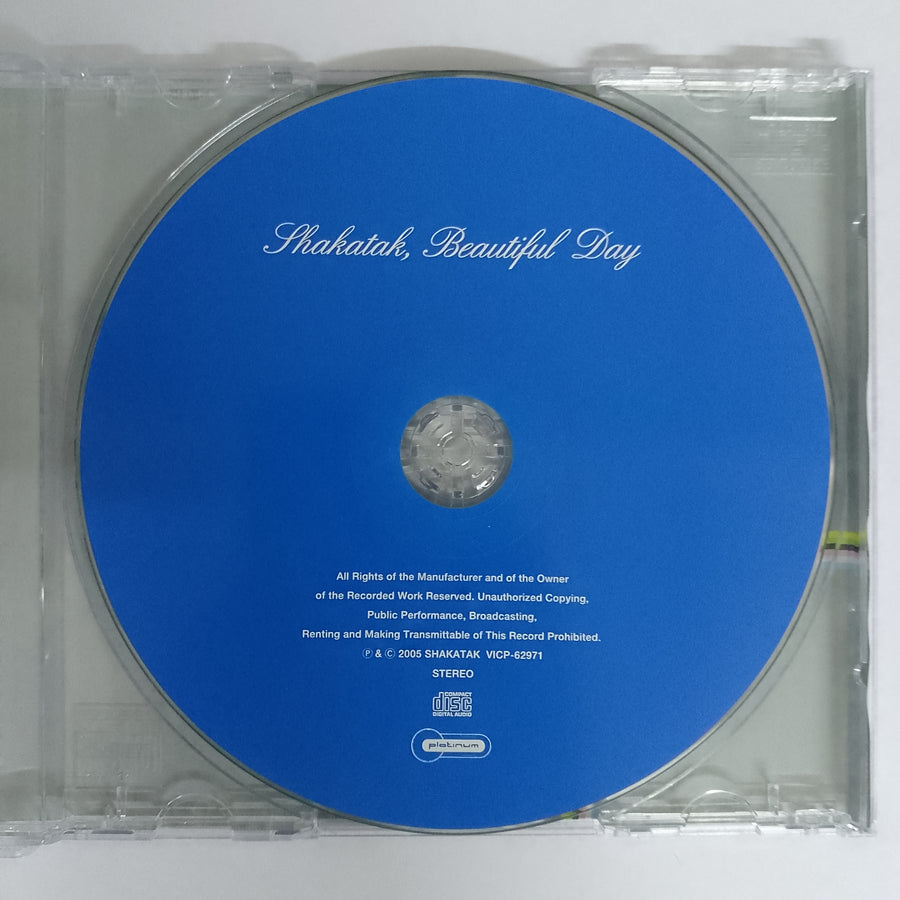 Shakatak, Beautiful Day
All Rights of the Manufacturer and of the Owner
of the Recorded Work Reserved. Unauthorized Copying,
Public Performance, Broadcasting,
Renting and Making Transmittable of This Record Prohibited.
Ⓟ & Ⓒ 2005 SHAKATAK VICP-62971
STEREO
COMPACT
disc
DIGITAL AUDIO
platinum